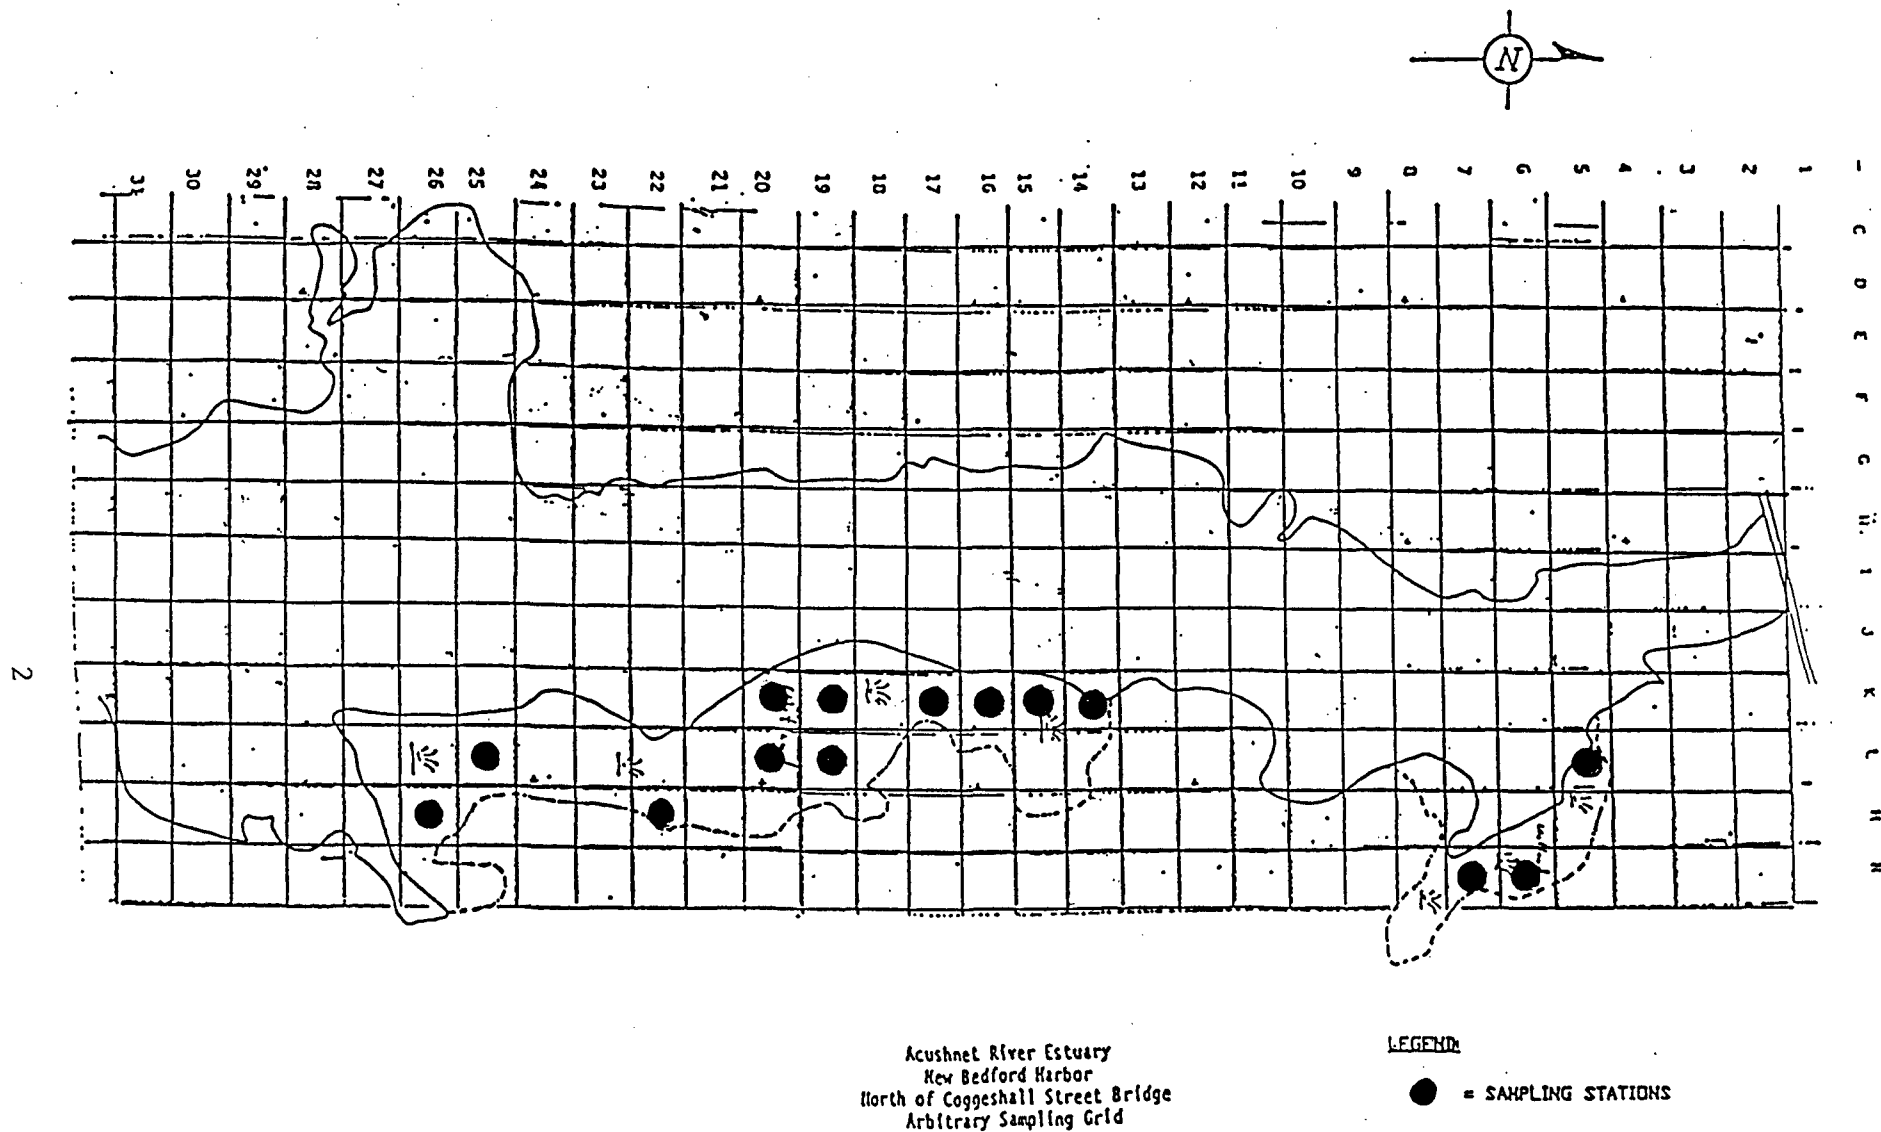 N
31 30 29 28 27 26 25 24 23 22 21 20 19 18 17 16 15 14 13 12 11 10 9 8 7 6 5 4 3 2 1
C
D
E
F
G
H
I
J
K
L
N
2
Acushnet River Estuary
New Bedford Harbor
North of Coggeshall Street Bridge
Arbitrary Sampling Grid
LEGEND:
= SAMPLING STATIONS